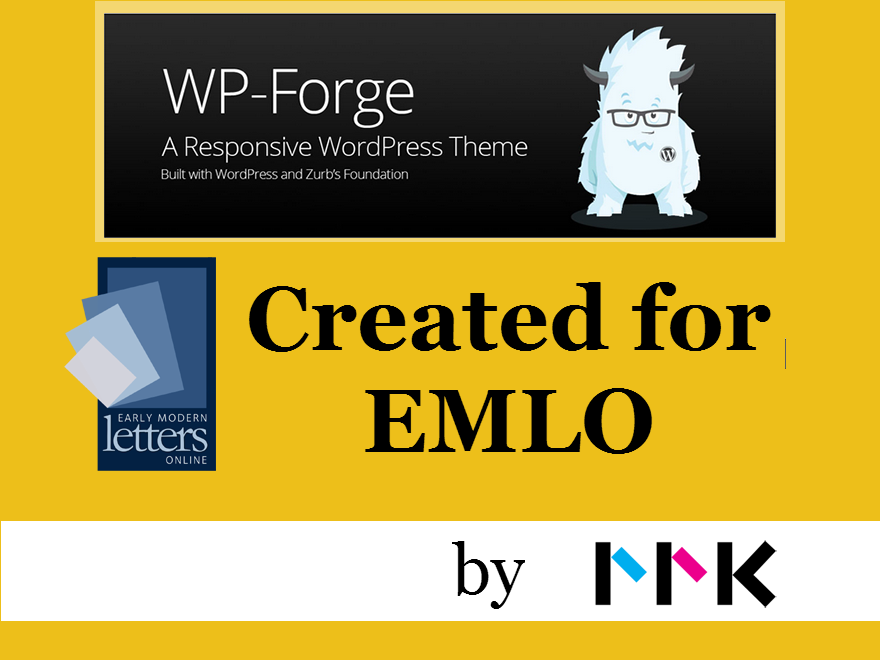 WP-Forge
A Responsive WordPress Theme
Built with WordPress and Zurb's Foundation
W
Created for
EMLO
EARLY MODERN
letters
ONLINE
by
MK